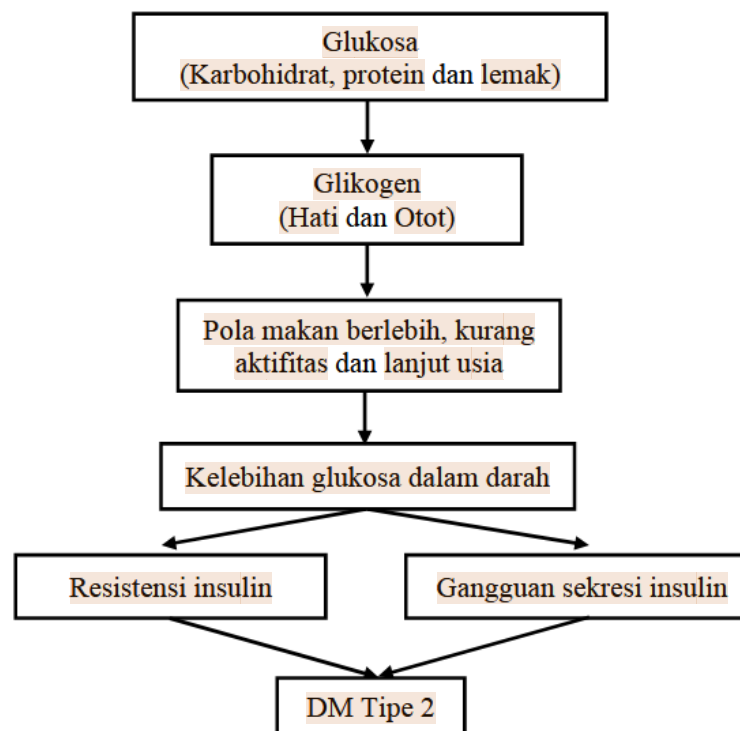 Glukosa
(Karbohidrat, protein dan lemak)
Glikogen
(Hati dan Otot)
Pola makan berlebih, kurang
aktifitas dan lanjut usia
Kelebihan glukosa dalam darah
Resistensi insulin
Gangguan sekresi insulin
DM Tipe 2